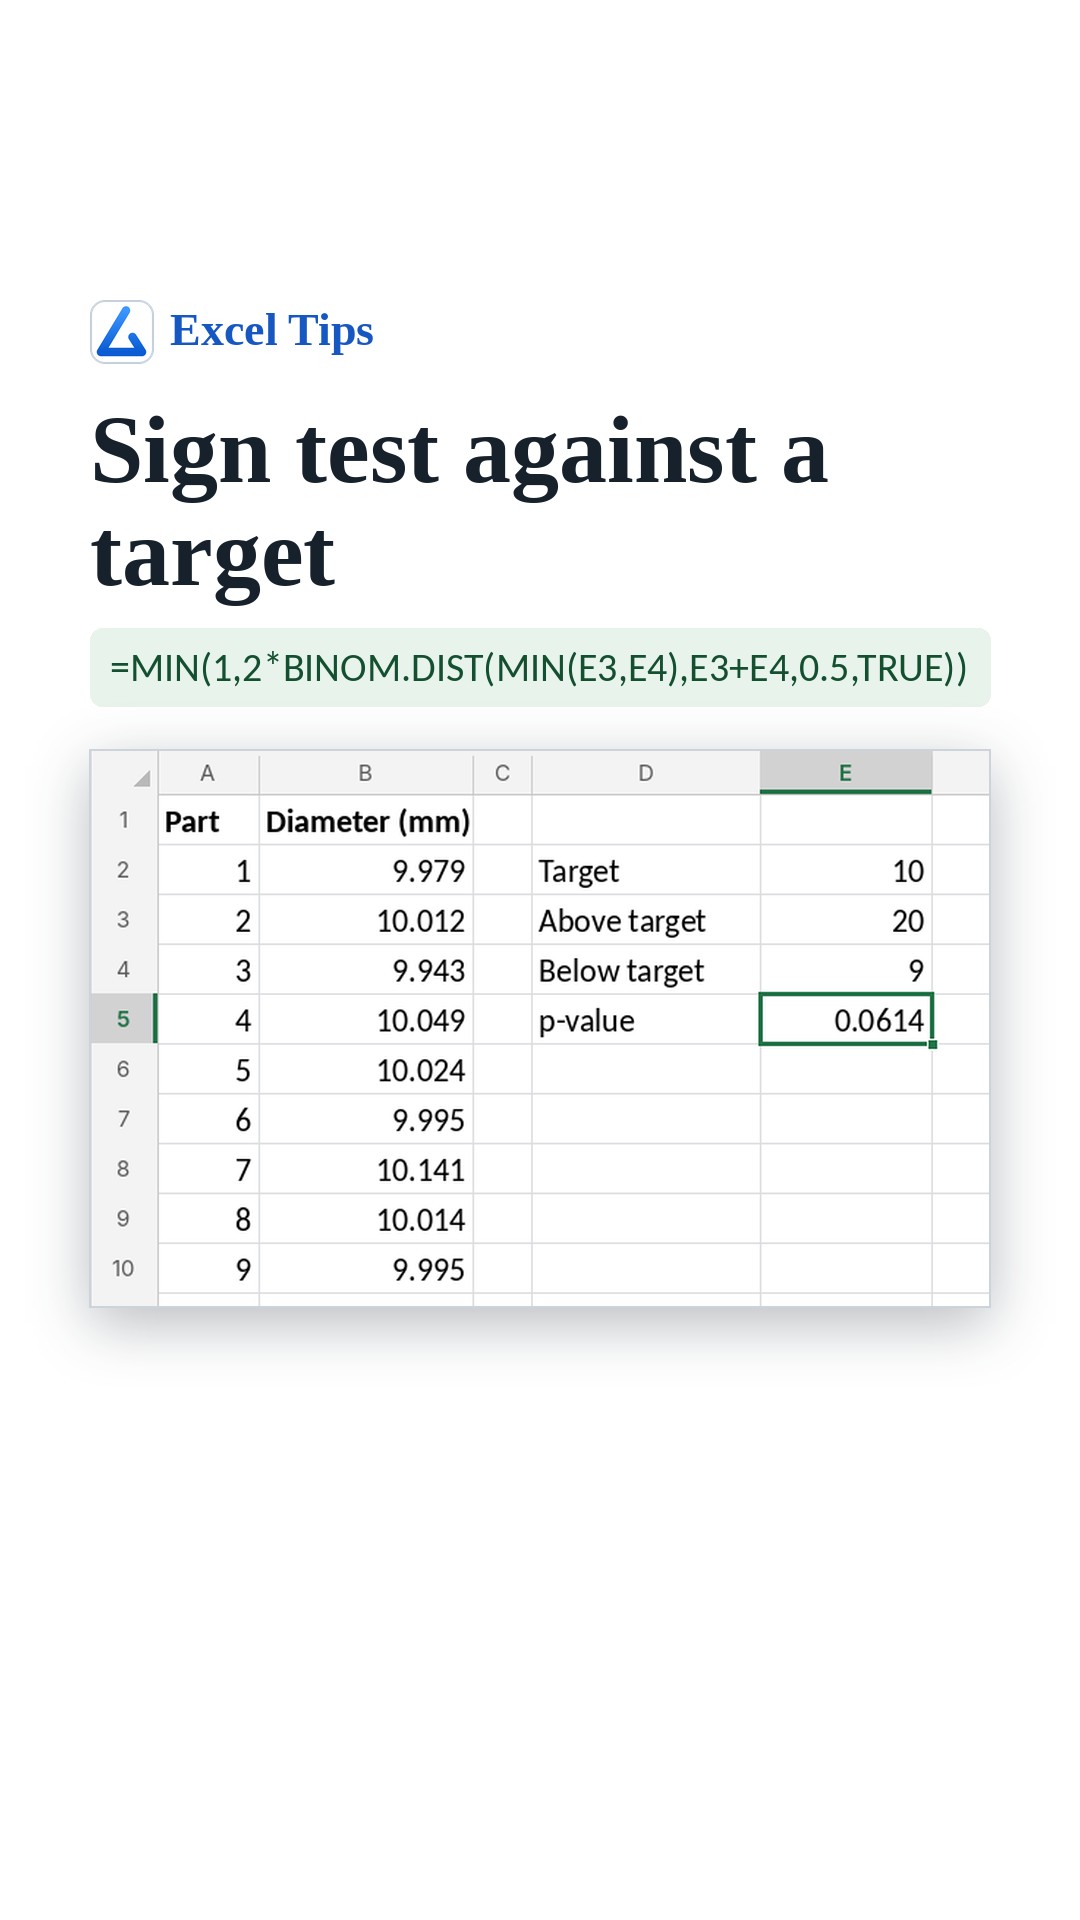 Excel Tips
Sign test against a
target
=MIN(1,2*BINOM.DIST(MIN(E3,E4),E3+E4,0.5,TRUE))
A B C D E
1 Part Diameter (mm)
2 1 9.979 Target 10
3 2 10.012 Above target 20
4 3 9.943 Below target 9
5 4 10.049 p-value 0.0614
6 5 10.024
7 6 9.995
8 7 10.141
9 8 10.014
10 9 9.995